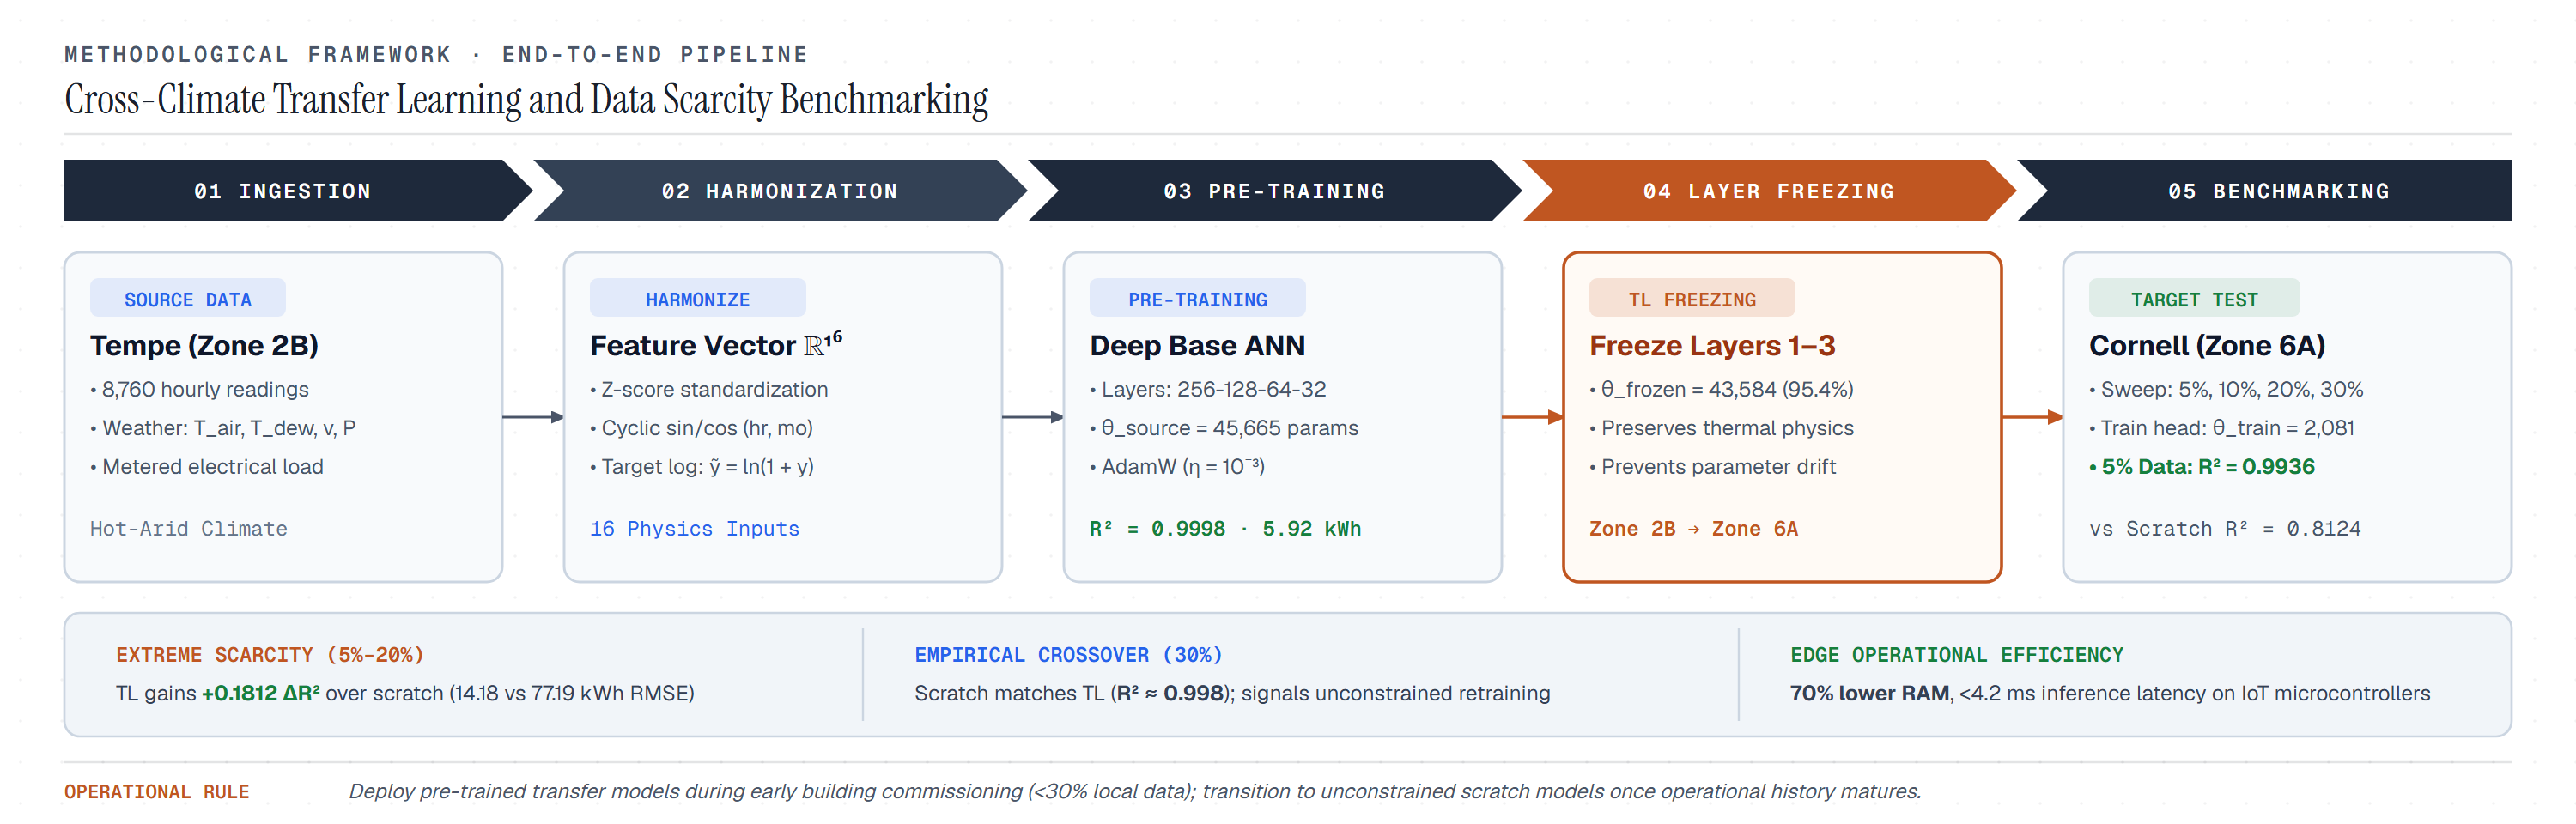 METHODOLOGICAL FRAMEWORK · END-TO-END PIPELINE
Cross-Climate Transfer Learning and Data Scarcity Benchmarking
01 INGESTION
02 HARMONIZATION
03 PRE-TRAINING
04 LAYER FREEZING
05 BENCHMARKING
SOURCE DATA
Tempe (Zone 2B)
• 8,760 hourly readings
• Weather: T_air, T_dew, v, P
• Metered electrical load
Hot-Arid Climate
HARMONIZE
Feature Vector ℝ¹⁶
• Z-score standardization
• Cyclic sin/cos (hr, mo)
• Target log: ỹ = ln(1 + y)
16 Physics Inputs
PRE-TRAINING
Deep Base ANN
• Layers: 256-128-64-32
• θ_source = 45,665 params
• AdamW (η = 10⁻³)
R² = 0.9998 · 5.92 kWh
TL FREEZING
Freeze Layers 1–3
• θ_frozen = 43,584 (95.4%)
• Preserves thermal physics
• Prevents parameter drift
Zone 2B → Zone 6A
TARGET TEST
Cornell (Zone 6A)
• Sweep: 5%, 10%, 20%, 30%
• Train head: θ_train = 2,081
• 5% Data: R² = 0.9936
vs Scratch R² = 0.8124
EXTREME SCARCITY (5%–20%)
TL gains +0.1812 ΔR² over scratch (14.18 vs 77.19 kWh RMSE)
EMPIRICAL CROSSOVER (30%)
Scratch matches TL (R² ≈ 0.998); signals unconstrained retraining
EDGE OPERATIONAL EFFICIENCY
70% lower RAM, <4.2 ms inference latency on IoT microcontrollers
OPERATIONAL RULE
Deploy pre-trained transfer models during early building commissioning (<30% local data); transition to unconstrained scratch models once operational history matures.